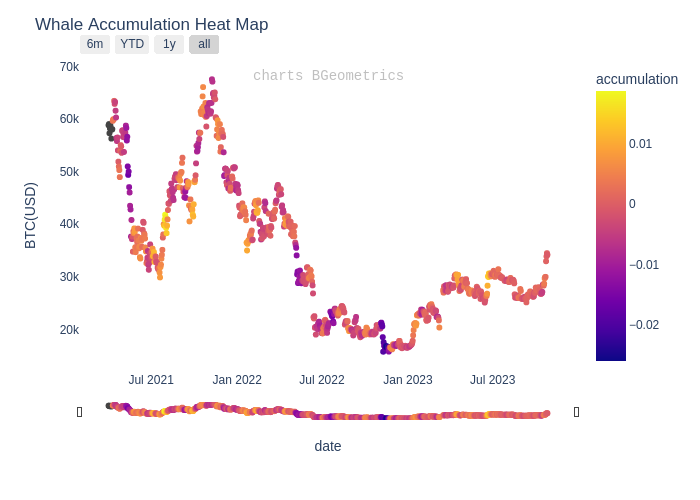 Whale Accumulation Heat Map
6m YTD 1y all
charts BGeometrics
accumulation
70k
60k
50k
40k
30k
20k
BTC(USD)
0.01
0
−0.01
−0.02
Jul 2021 Jan 2022 Jul 2022 Jan 2023 Jul 2023
date